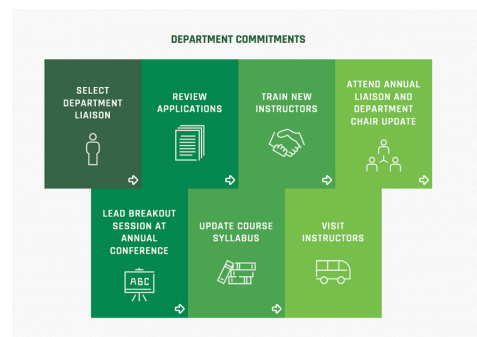 DEPARTMENT COMMITMENTS
SELECT
DEPARTMENT
LIAISON
REVIEW
APPLICATIONS
TRAIN NEW
INSTRUCTORS
ATTEND ANNUAL
LIAISON AND
DEPARTMENT
CHAIR UPDATE
LEAD BREAKOUT
SESSION AT
ANNUAL
CONFERENCE
ABC
UPDATE COURSE
SYLLABUS
VISIT
INSTRUCTORS